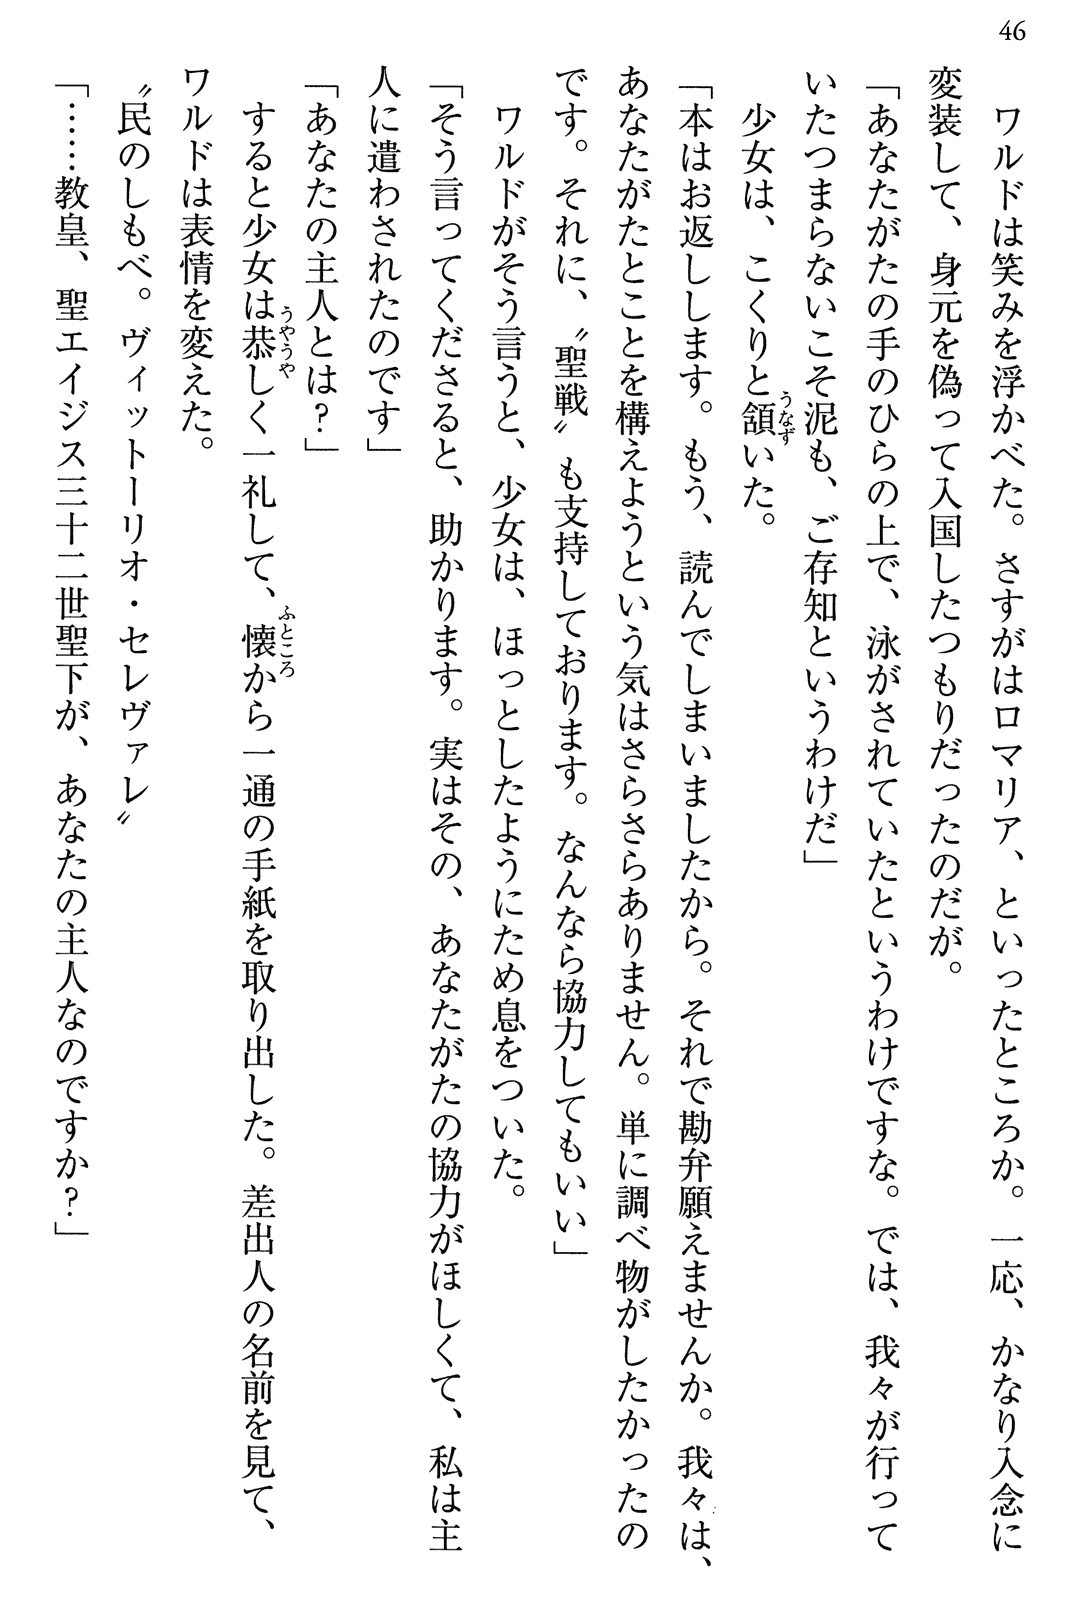 46
　ワルドは笑みを浮かべた。さすがはロマリア、といったところか。一応、かなり入念に
変装して、身元を偽って入国したつもりだったのだが。
「あなたがたの手のひらの上で、泳がされていたというわけですな。では、我々が行って
いたつまらないこそ泥も、ご存知というわけだ」
　少女は、こくりと頷いた。
「本はお返しします。もう、読んでしまいましたから。それで勘弁願えませんか。我々は、
あなたがたとことを構えようという気はさらさらありません。単に調べ物がしたかったの
です。それに、〝聖戦〟も支持しております。なんなら協力してもいい」
　ワルドがそう言うと、少女は、ほっとしたようにため息をついた。
「そう言ってくださると、助かります。実はその、あなたがたの協力がほしくて、私は主
人に遣わされたのです」
「あなたの主人とは？」
　すると少女は恭しく一礼して、懐から一通の手紙を取り出した。差出人の名前を見て、
ワルドは表情を変えた。
〝民のしもべ。ヴィットーリオ・セレヴァレ〟
「……教皇、聖エイジス三十二世聖下が、あなたの主人なのですか？」